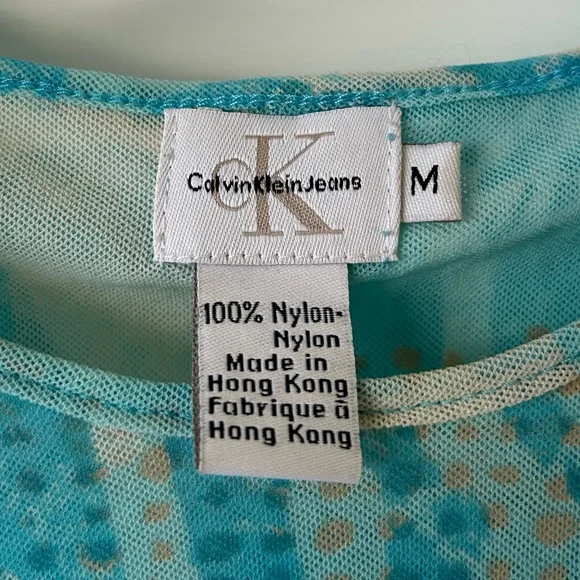 cK
CalvinKleinJeans
M
100% Nylon-
Nylon
Made in
Hong Kong
Fabrique à
Hong Kong